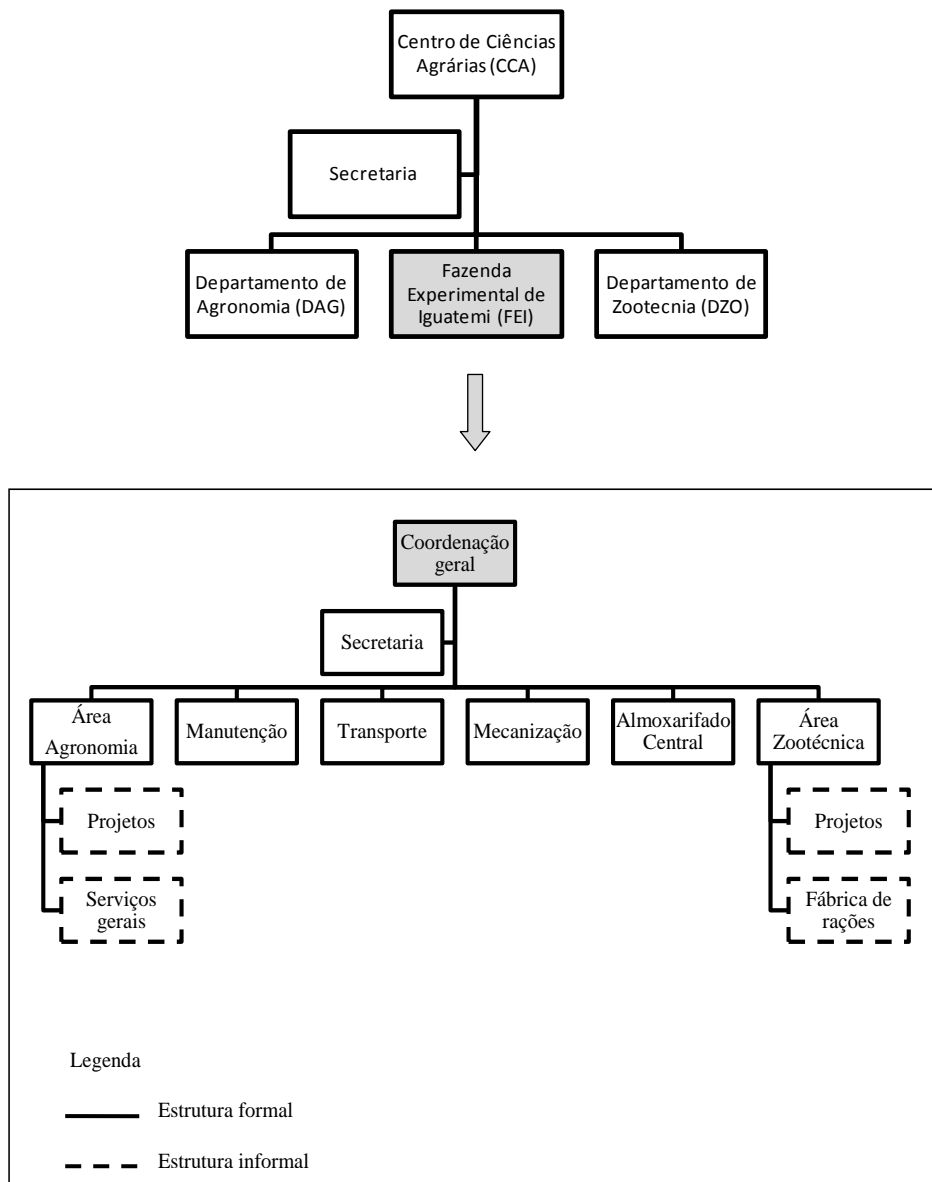 Centro de Ciências
Agrárias (CCA)
Secretaria
Departamento de
Agronomia (DAG)
Fazenda
Experimental de
Iguatemi (FEI)
Departamento de
Zootecnia (DZO)
Coordenação
geral
Secretaria
Área
Agronomia
Manutenção
Transporte
Mecanização
Almoxarifado
Central
Área
Zootécnica
Projetos
Serviços
gerais
Projetos
Fábrica de
rações
Legenda
Estrutura formal
Estrutura informal